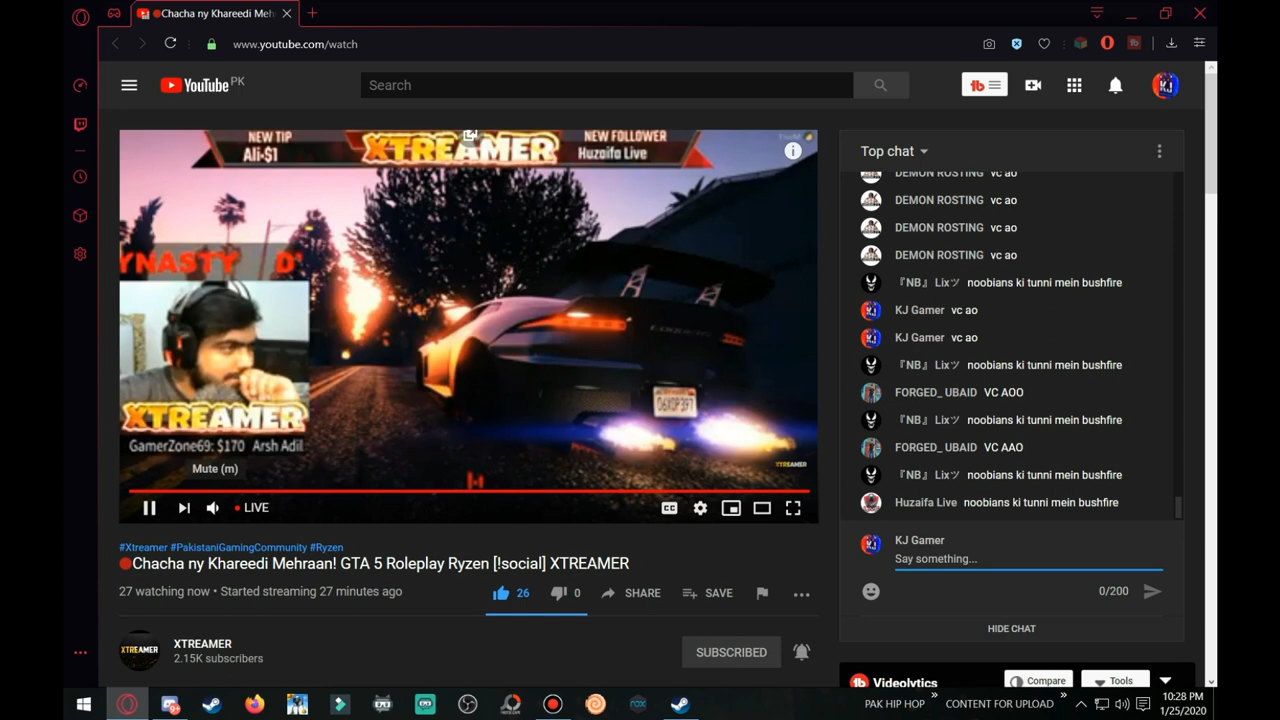 Chacha ny Khareedi Meh
www.youtube.com/watch
YouTube PK
Search
NEW TIP
Ali-$1
XTREAMER
NEW FOLLOWER
Huzaifa Live
YNASTY D'
06XOP397
XTREAMER
GamerZone69: $170 Arsh Adil
Mute (m)
LIVE
#Xtreamer #PakistaniGamingCommunity #Ryzen
Chacha ny Khareedi Mehraan! GTA 5 Roleplay Ryzen [!social] XTREAMER
27 watching now • Started streaming 27 minutes ago
26
0
SHARE
SAVE
XTREAMER
XTREAMER
2.15K subscribers
SUBSCRIBED
Top chat
DEMON ROSTING vc ao
DEMON ROSTING vc ao
DEMON ROSTING vc ao
DEMON ROSTING vc ao
『NB』 Lixツ noobians ki tunni mein bushfire
KJ Gamer vc ao
KJ Gamer vc ao
『NB』 Lixツ noobians ki tunni mein bushfire
FORGED_ UBAID VC AOO
『NB』 Lixツ noobians ki tunni mein bushfire
FORGED_ UBAID VC AAO
『NB』 Lixツ noobians ki tunni mein bushfire
Huzaifa Live noobians ki tunni mein bushfire
KJ Gamer
Say something...
0/200
HIDE CHAT
Videolytics
Compare
Tools
PAK HIP HOP
CONTENT FOR UPLOAD
10:28 PM
1/25/2020